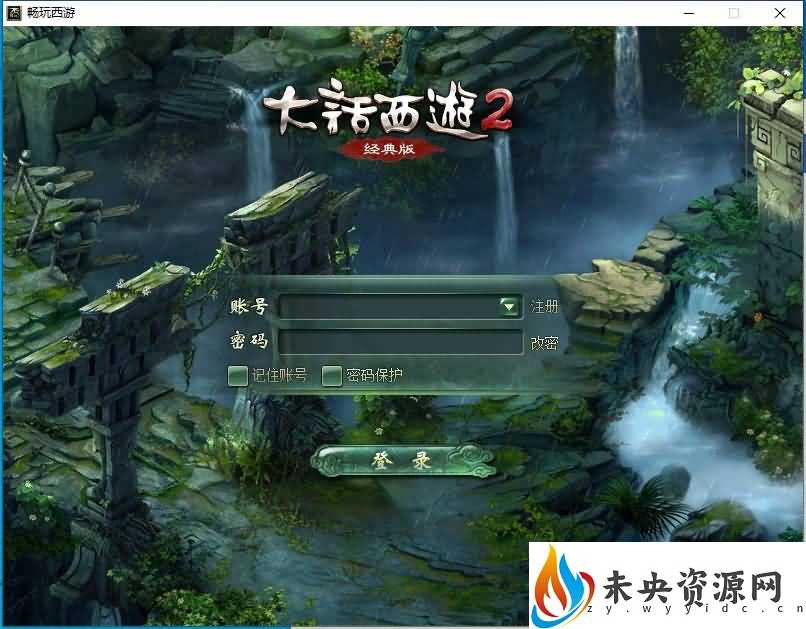 畅玩西游
大话西遊2
经典版
账号 注册
密码 改密
记住账号 密码保护
登录
未央资源网
zy.wyyidc.cn